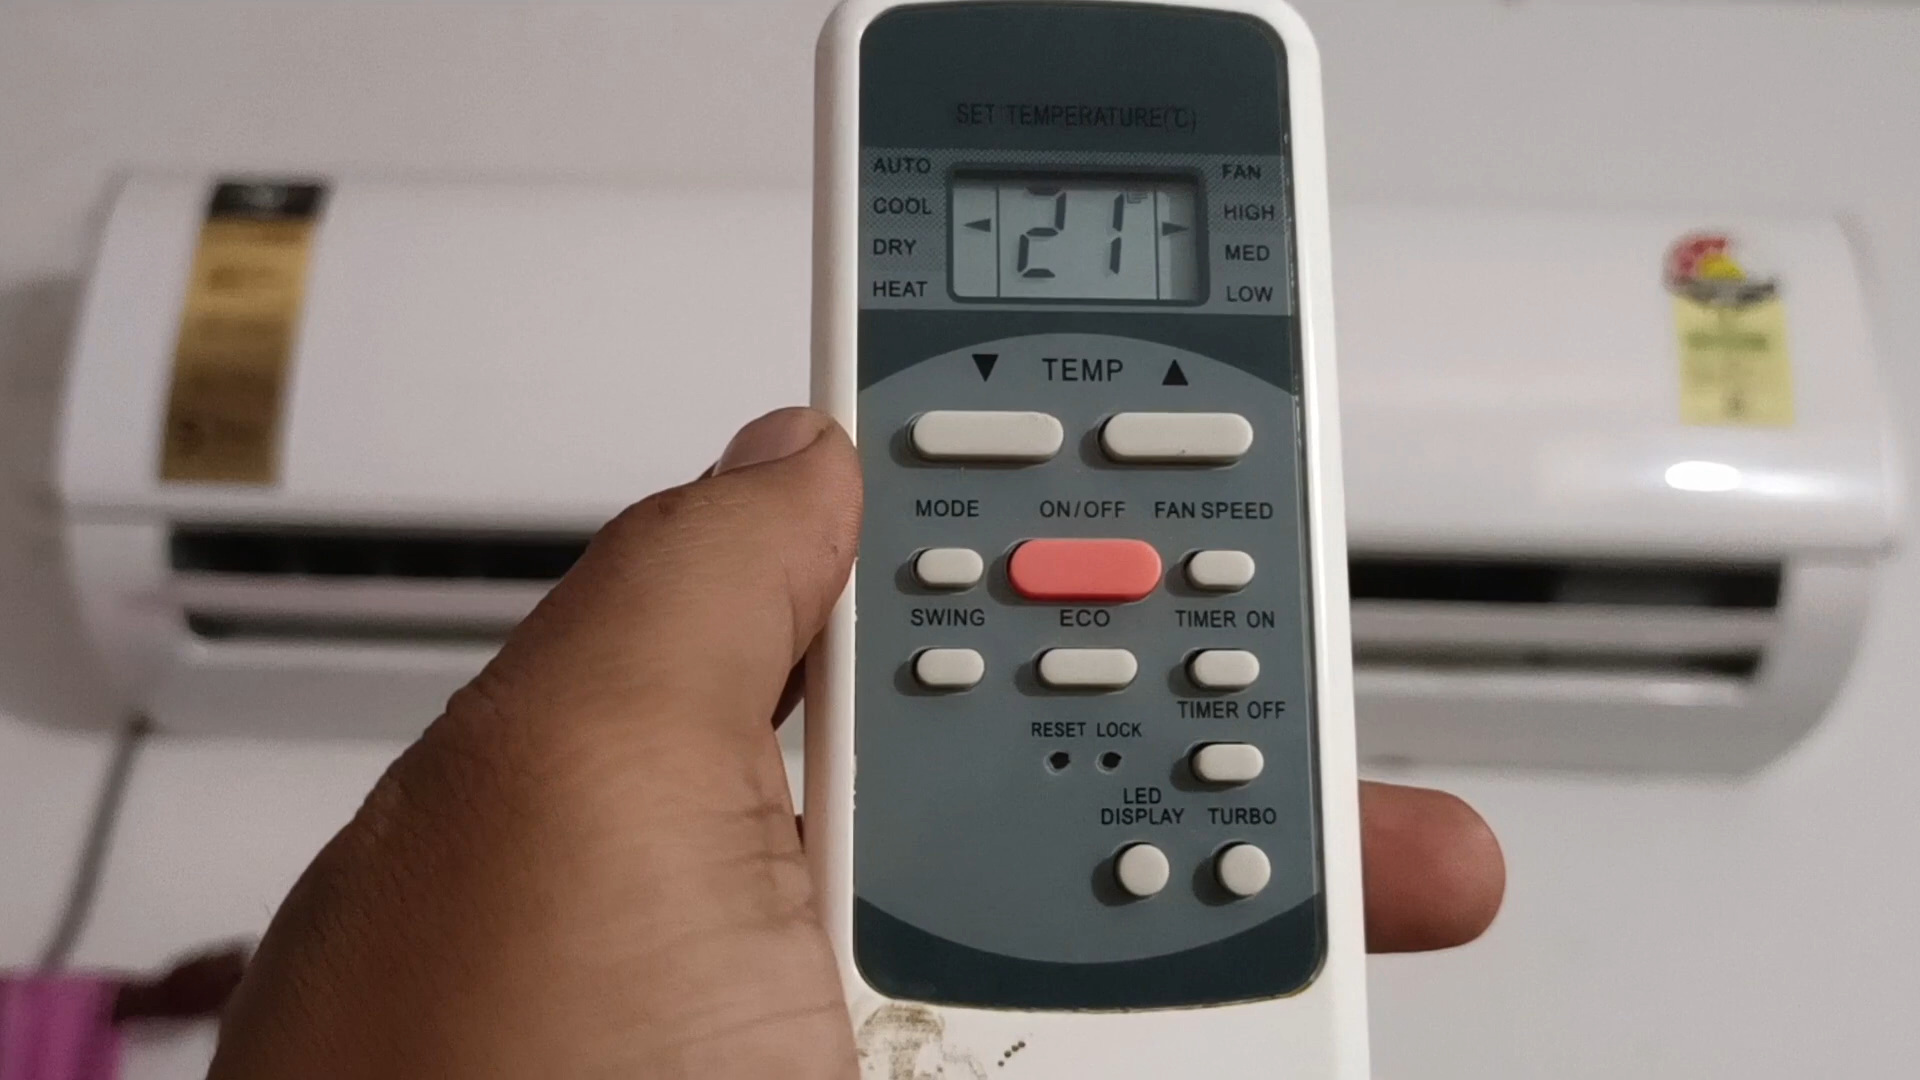 SET TEMPERATURE(℃)
AUTO
FAN
COOL
21
HIGH
DRY
MED
HEAT
LOW
▼ TEMP ▲
MODE ON/OFF FAN SPEED
SWING ECO TIMER ON
TIMER OFF
RESET LOCK
LED
DISPLAY TURBO